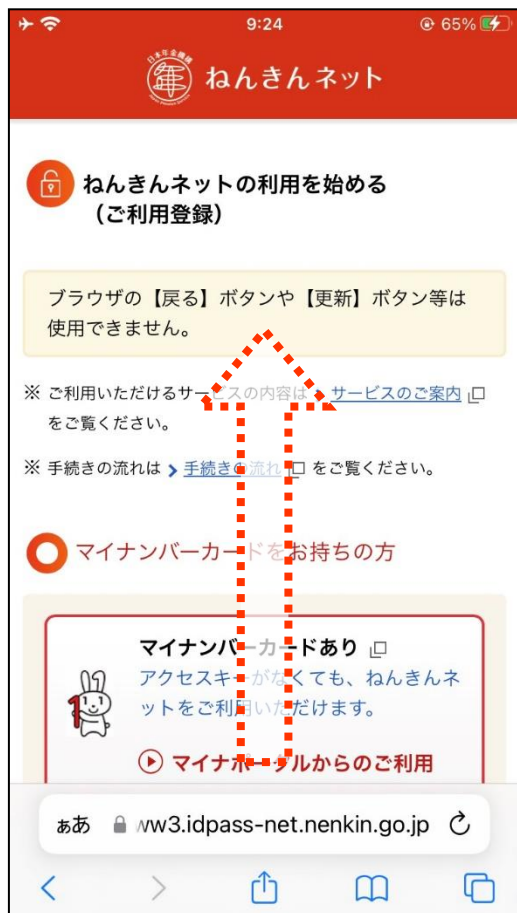 9:24
65%
日本年金機構
ねんきんネット
ねんきんネットの利用を始める
（ご利用登録）
ブラウザの【戻る】ボタンや【更新】ボタン等は
使用できません。
※ ご利用いただけるサービスの内容は サービスのご案内
をご覧ください。
※ 手続きの流れは 手続きの流れ をご覧ください。
マイナンバーカードをお持ちの方
マイナンバーカードあり
アクセスキーがなくても、ねんきんネ
ットをご利用いただけます。
マイナポータルからのご利用
ぁあ ww3.idpass-net.nenkin.go.jp